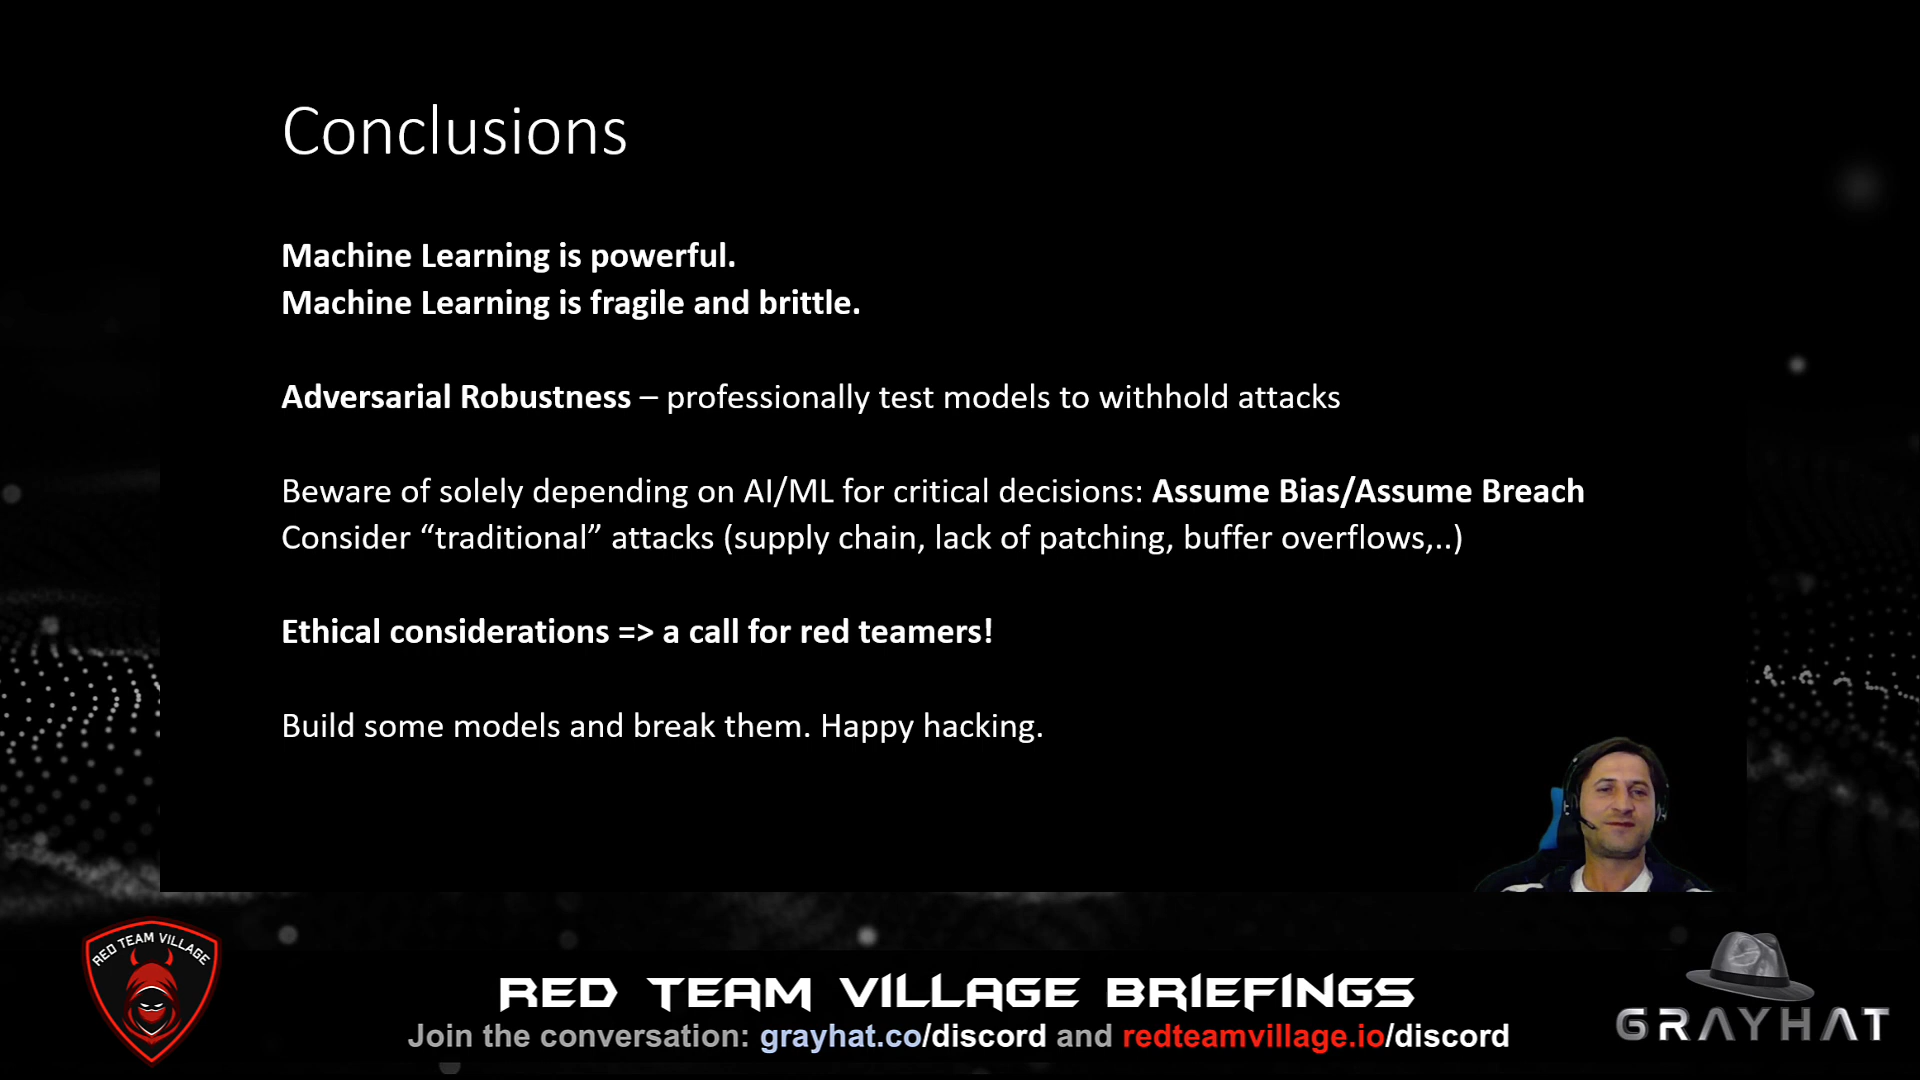 Conclusions
Machine Learning is powerful.
Machine Learning is fragile and brittle.
Adversarial Robustness – professionally test models to withhold attacks
Beware of solely depending on AI/ML for critical decisions: Assume Bias/Assume Breach
Consider “traditional” attacks (supply chain, lack of patching, buffer overflows,..)
Ethical considerations => a call for red teamers!
Build some models and break them. Happy hacking.
RED TEAM VILLAGE
RED TEAM VILLAGE BRIEFINGS
Join the conversation: grayhat.co/discord and redteamvillage.io/discord
GRAYHAT